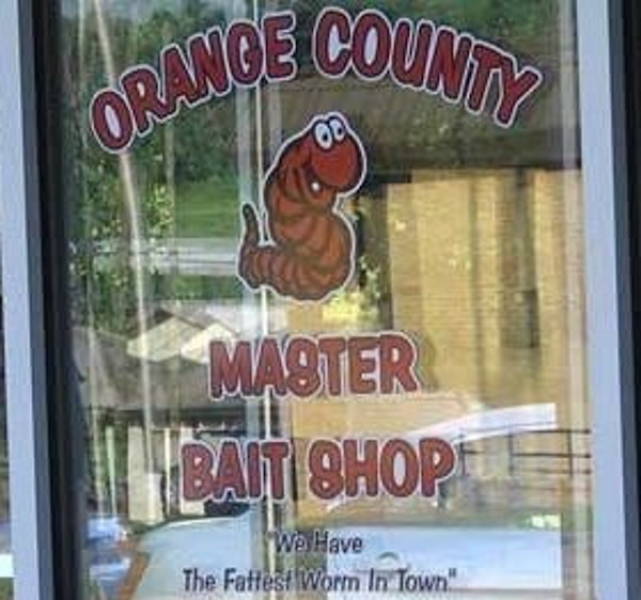 ORANGE COUNTY
MASTER
BAIT SHOP
"We Have
The Fattest Worm In Town"